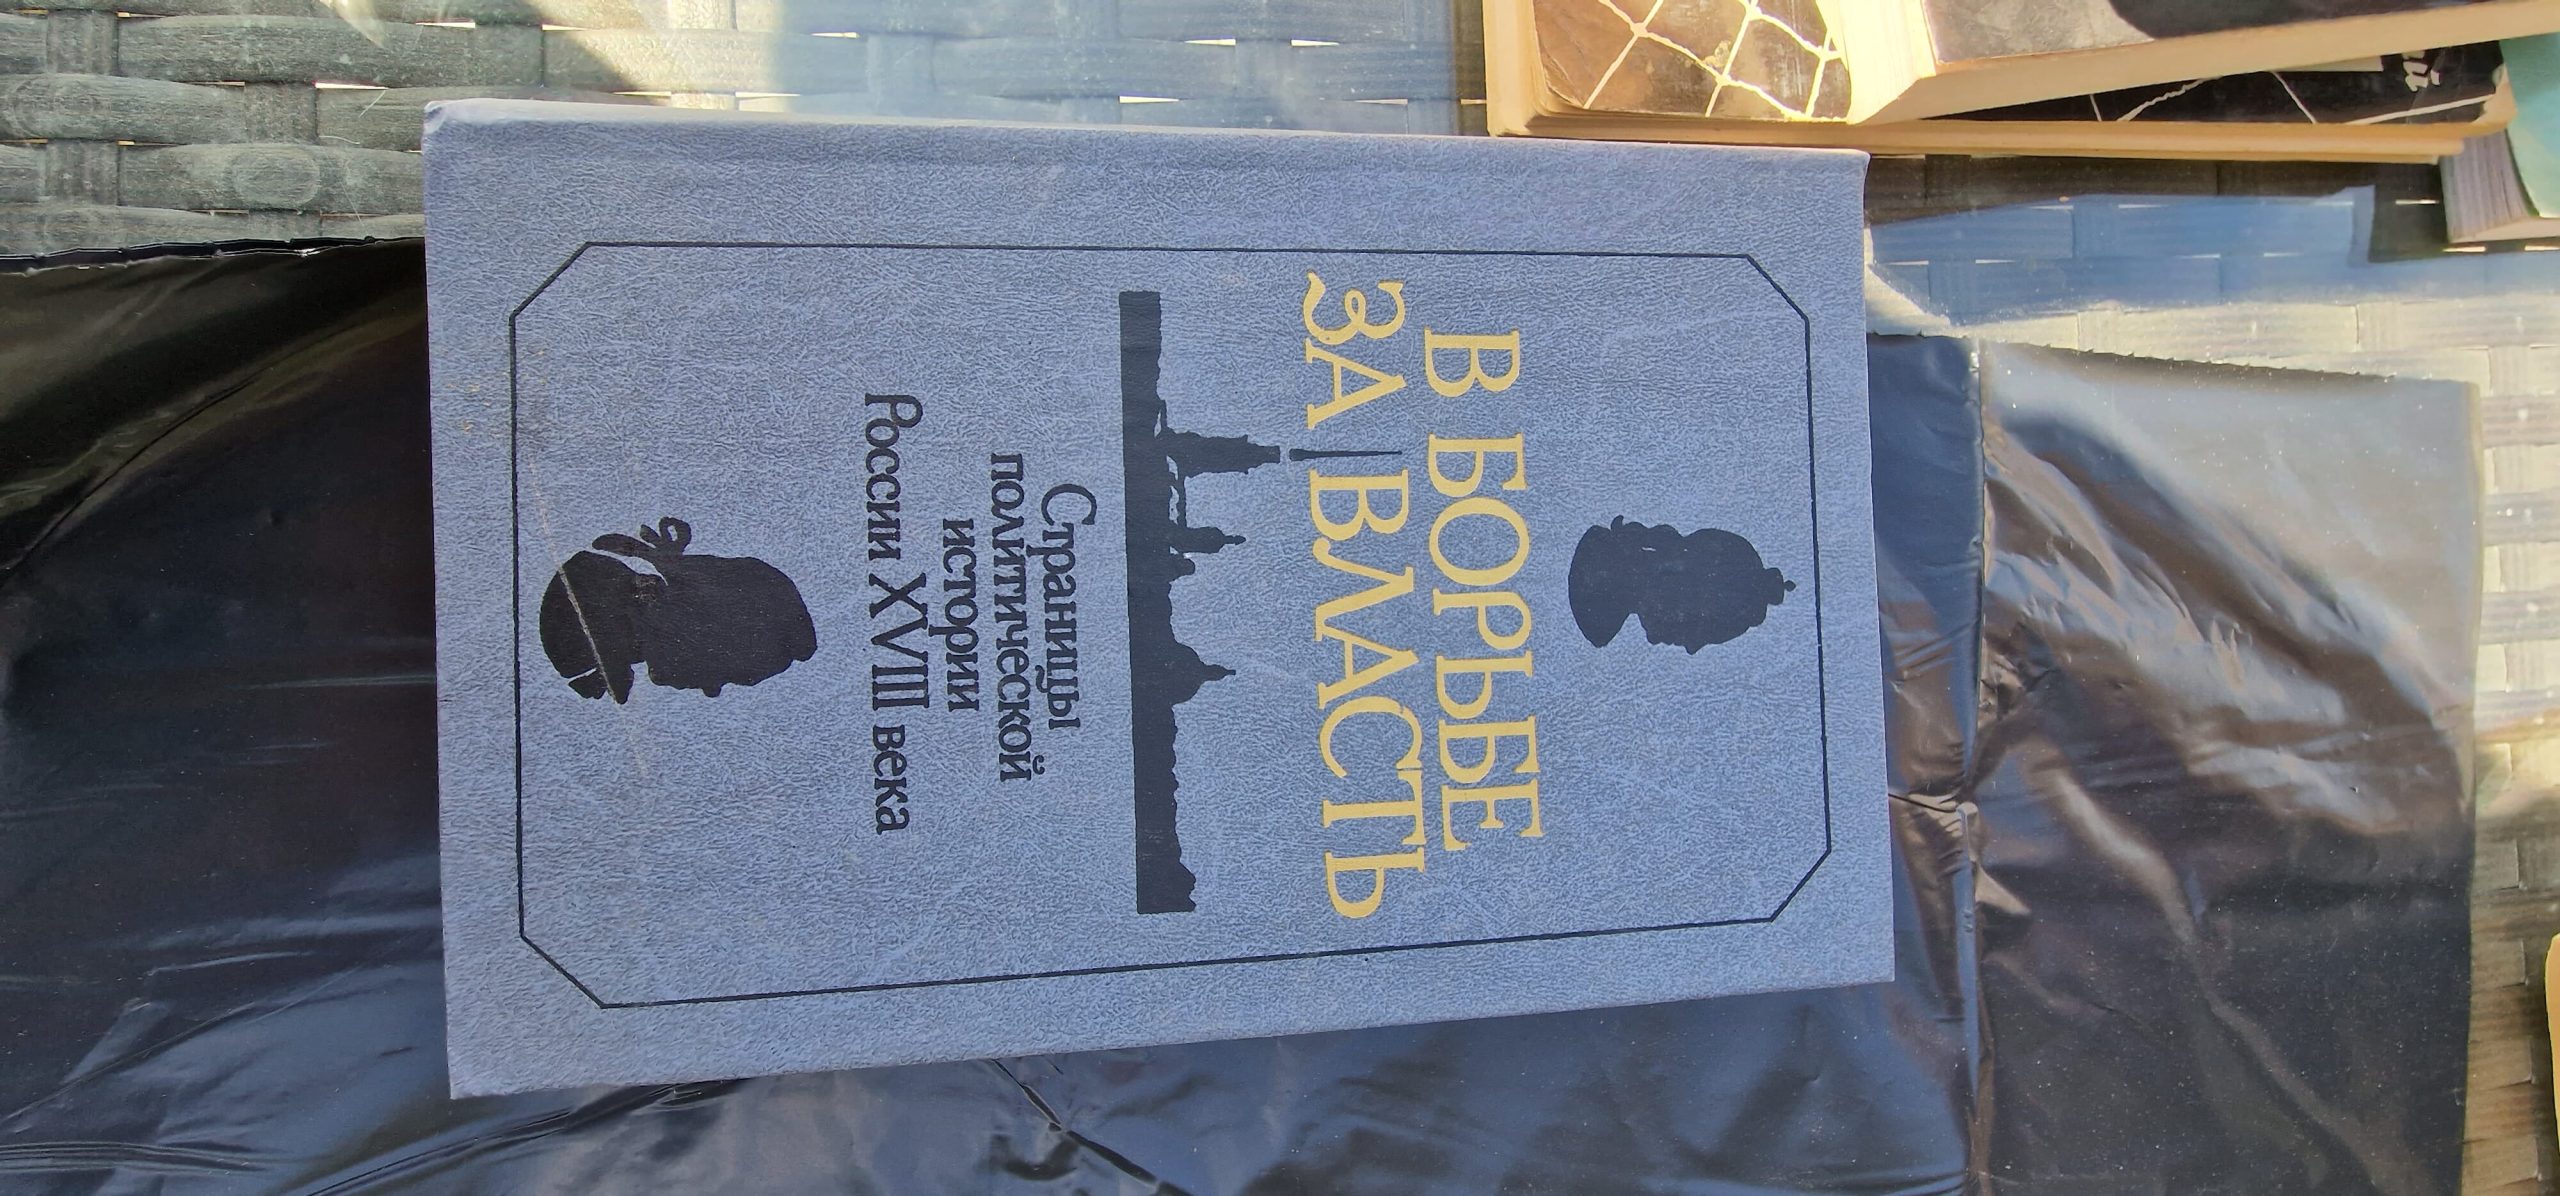 В БОРЬБЕ
ЗА ВЛАСТЬ
Страницы
политической
истории
России XVIII века